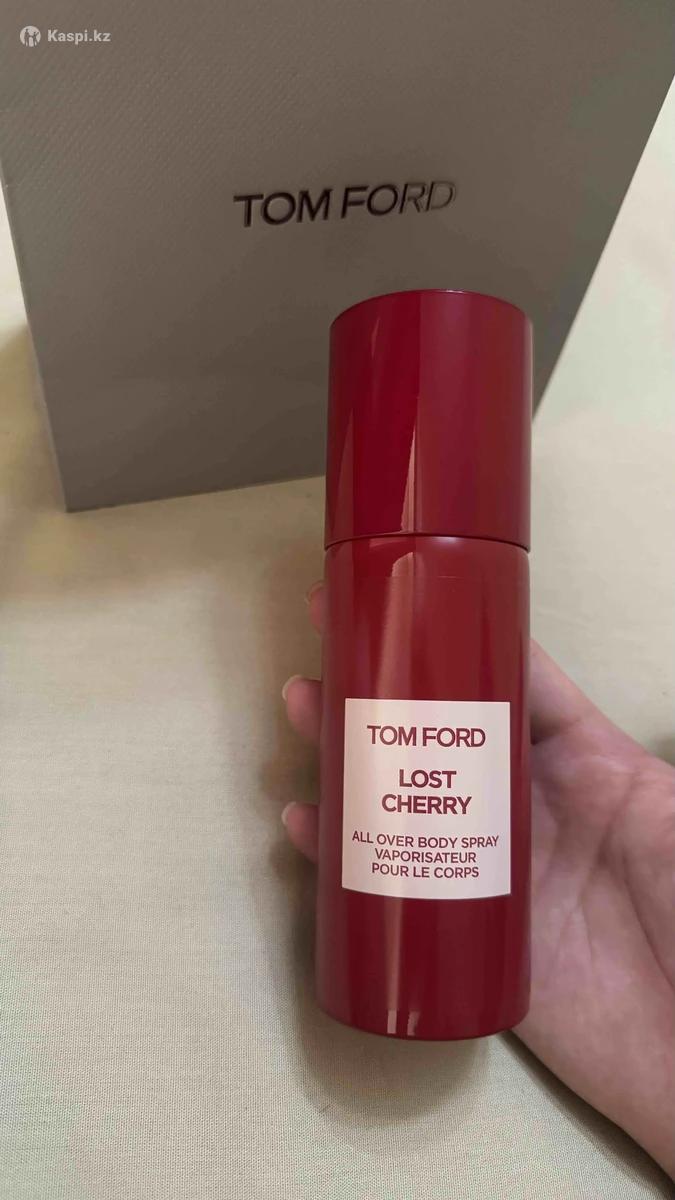 Kaspi.kz
TOM FORD
TOM FORD
LOST
CHERRY
ALL OVER BODY SPRAY
VAPORISATEUR
POUR LE CORPS